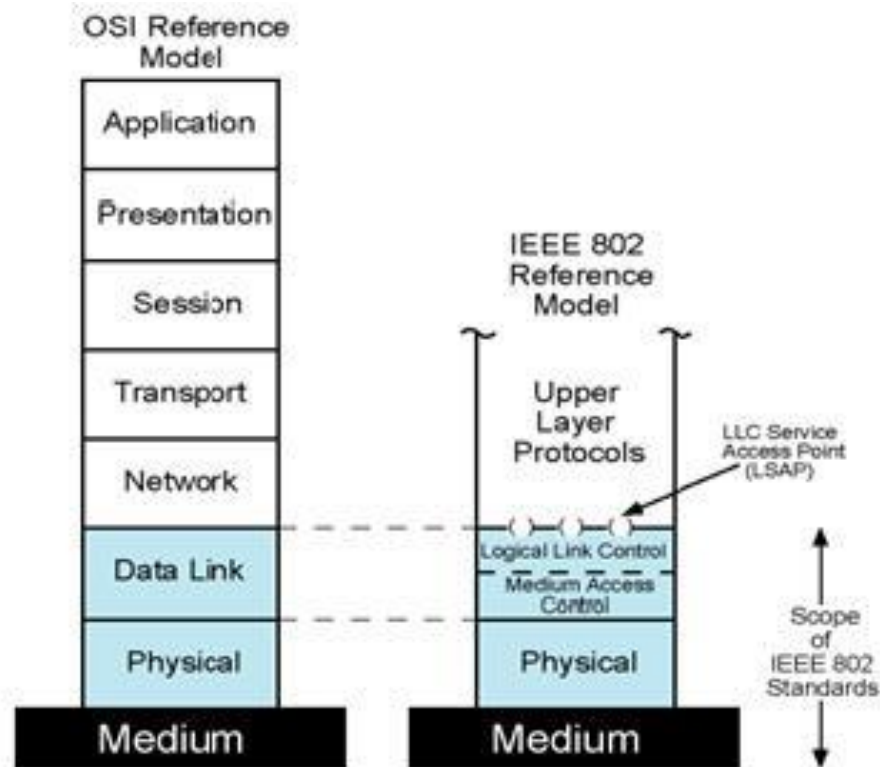 OSI Reference
Model
Application
Presentation
Session
Transport
Network
Data Link
Physical
Medium
IEEE 802
Reference
Model
Upper
Layer
Protocols
LLC Service
Access Point
(LSAP)
Logical Link Control
Medium Access
Control
Physical
Medium
Scope
of
IEEE 802
Standards